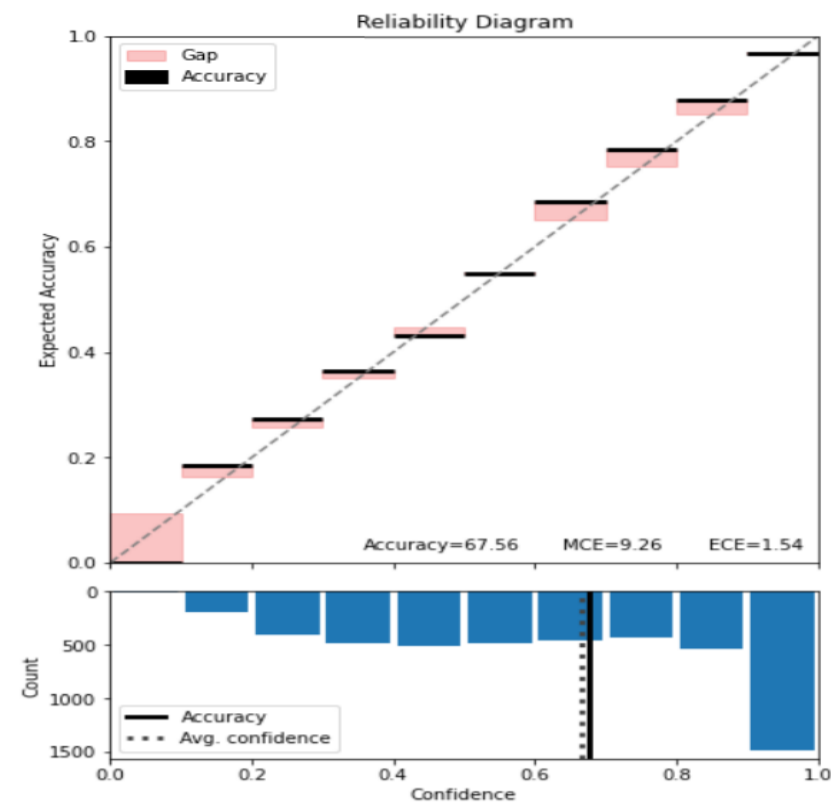 Reliability Diagram
Gap
Accuracy
1.0
0.8
0.6
0.4
0.2
0.0
Expected Accuracy
Accuracy=67.56 MCE=9.26 ECE=1.54
0
500
1000
1500
Count
Accuracy
Avg. confidence
0.0 0.2 0.4 0.6 0.8 1.0
Confidence